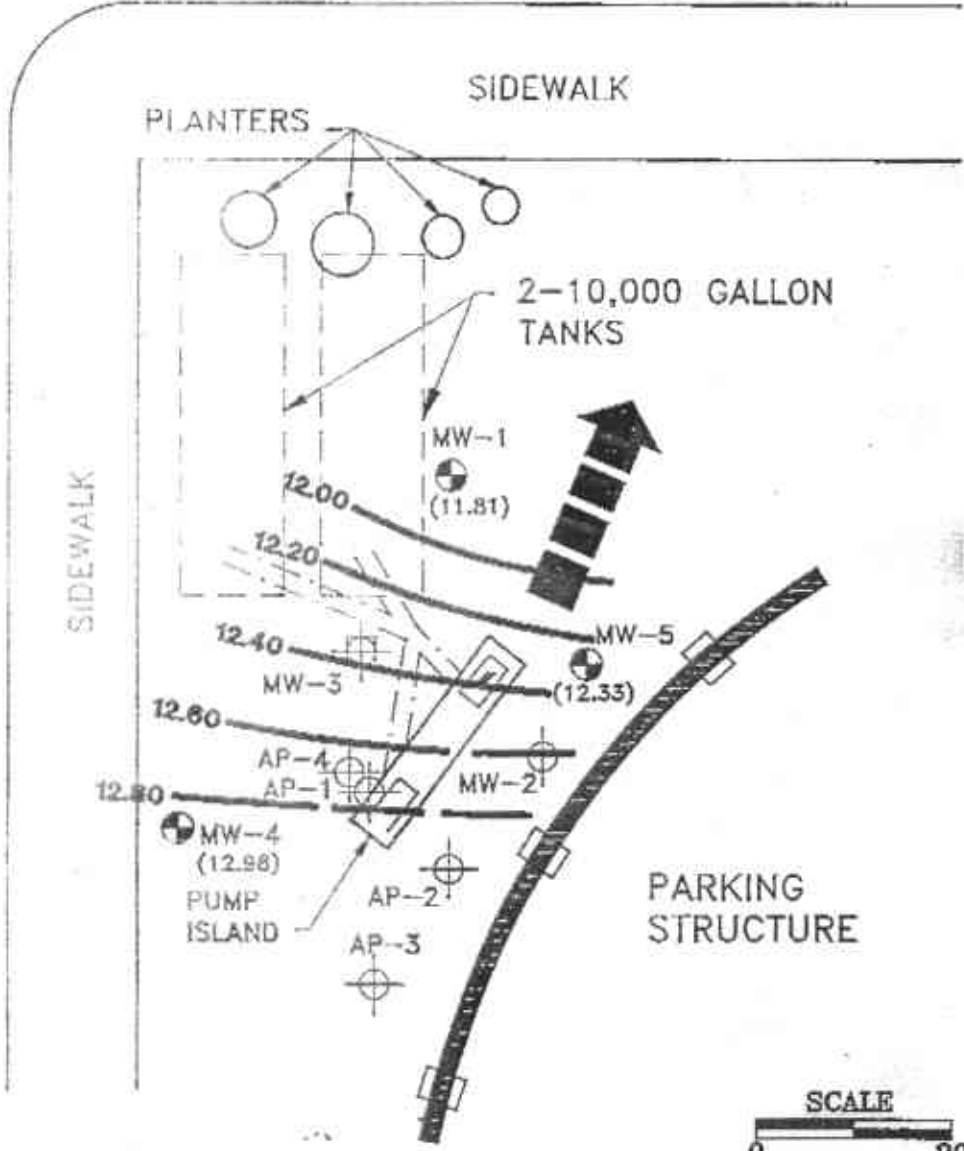 SIDEWALK
PLANTERS
2-10,000 GALLON
TANKS
MW-1
(11.81)
12.00
12.20
SIDEWALK
MW-5
(12.33)
12.40
MW-3
12.60
AP-4
AP-1
MW-2
12.80
MW-4
(12.98)
AP-2
PUMP
ISLAND
AP-3
PARKING
STRUCTURE
SCALE
0